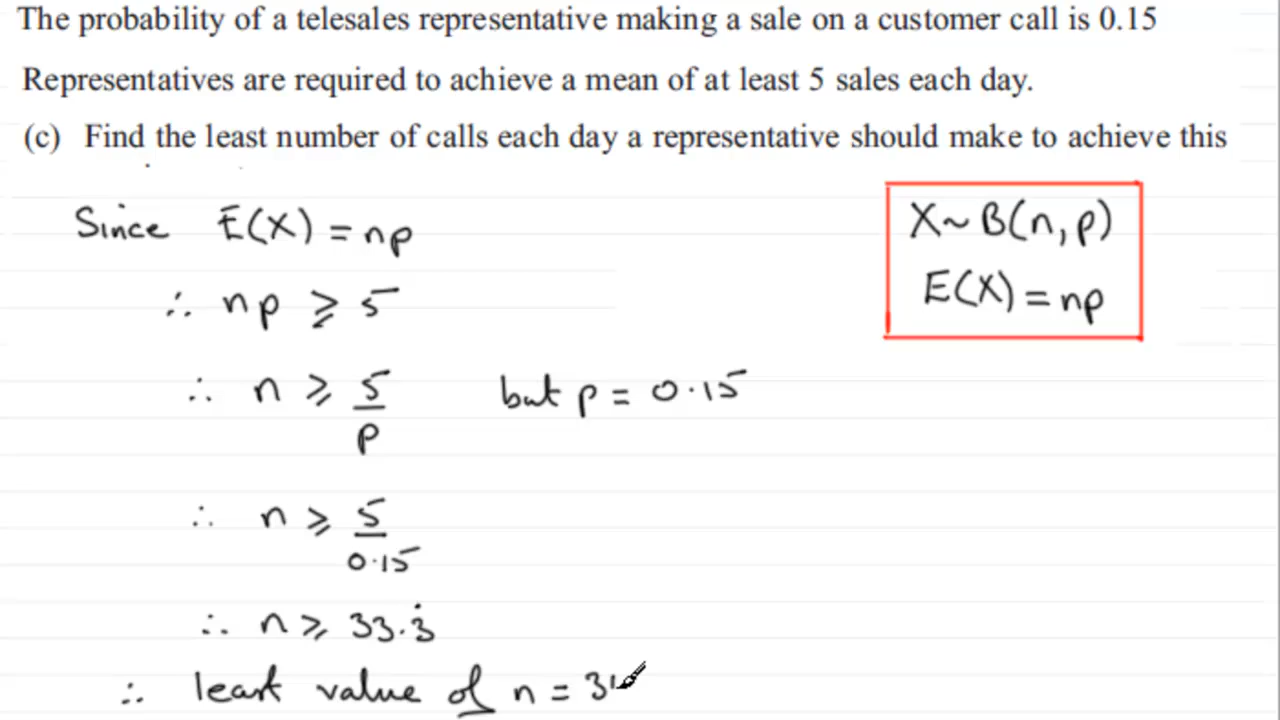 The probability of a telesales representative making a sale on a customer call is 0.15
Representatives are required to achieve a mean of at least 5 sales each day.
(c) Find the least number of calls each day a representative should make to achieve this
Since E(X) = np
∴ np ⩾ 5
∴ n ⩾ 5/p but p = 0·15
∴ n ⩾ 5/0·15
∴ n ⩾ 33·3̇
∴ least value of n =
X~B(n,p)
E(X) = np